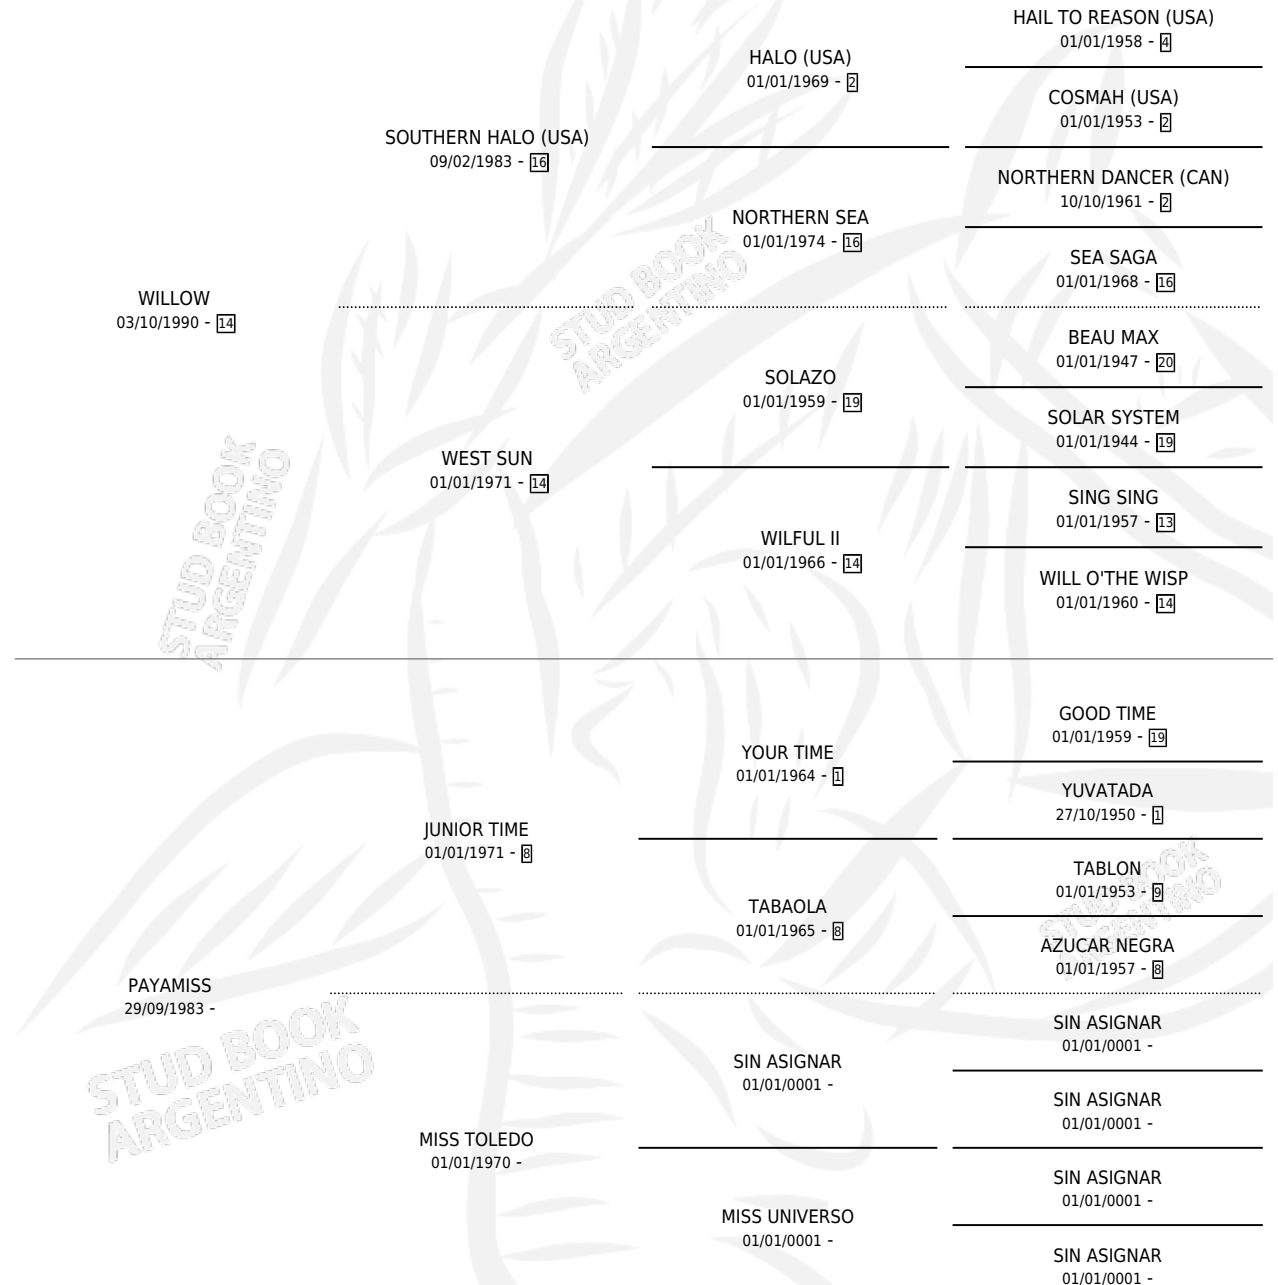 HAIL TO REASON (USA)
01/01/1958 - 4
HALO (USA)
01/01/1969 - 2
COSMAH (USA)
01/01/1953 - 2
SOUTHERN HALO (USA)
09/02/1983 - 16
NORTHERN DANCER (CAN)
10/10/1961 - 2
NORTHERN SEA
01/01/1974 - 16
SEA SAGA
01/01/1968 - 16
WILLOW
03/10/1990 - 14
BEAU MAX
01/01/1947 - 20
SOLAZO
01/01/1959 - 19
SOLAR SYSTEM
01/01/1944 - 19
WEST SUN
01/01/1971 - 14
SING SING
01/01/1957 - 13
WILFUL II
01/01/1966 - 14
WILL O'THE WISP
01/01/1960 - 14
GOOD TIME
01/01/1959 - 19
YOUR TIME
01/01/1964 - 1
YUVATADA
27/10/1950 - 1
JUNIOR TIME
01/01/1971 - 8
TABLON
01/01/1953 - 9
TABAOLA
01/01/1965 - 8
AZUCAR NEGRA
01/01/1957 - 8
PAYAMISS
29/09/1983 -
SIN ASIGNAR
01/01/0001 -
SIN ASIGNAR
01/01/0001 -
SIN ASIGNAR
01/01/0001 -
MISS TOLEDO
01/01/1970 -
SIN ASIGNAR
01/01/0001 -
MISS UNIVERSO
01/01/0001 -
SIN ASIGNAR
01/01/0001 -
STUD BOOK
ARGENTINO
STUD BOOK
ARGENTINO
STUD BOOK
ARGENTINO
STUD BOOK
ARGENTINO